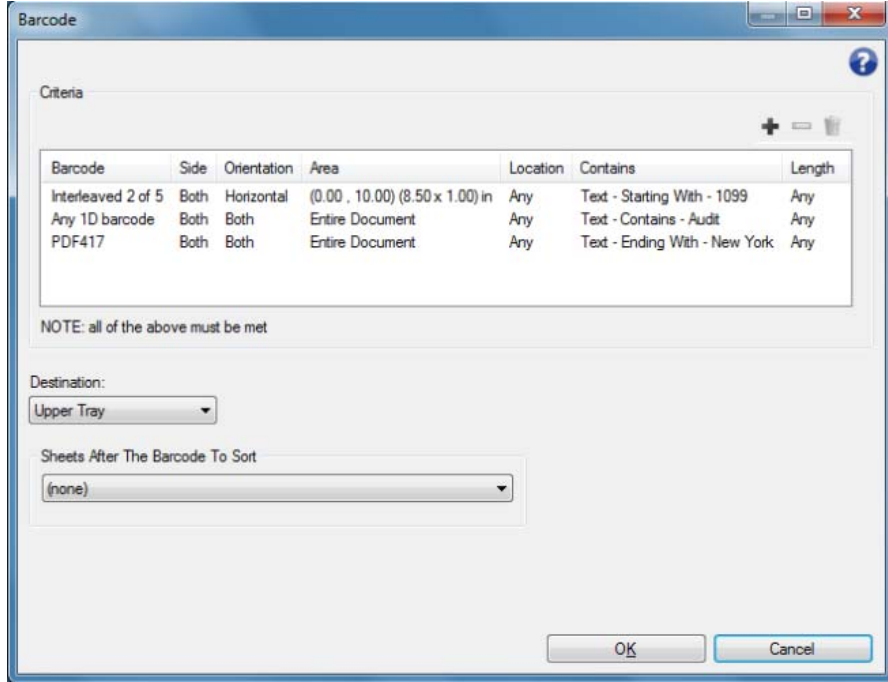 Barcode
Criteria
Barcode Side Orientation Area Location Contains Length
Interleaved 2 of 5 Both Horizontal (0.00 , 10.00) (8.50 x 1.00) in Any Text - Starting With - 1099 Any
Any 1D barcode Both Both Entire Document Any Text - Contains - Audit Any
PDF417 Both Both Entire Document Any Text - Ending With - New York Any
NOTE: all of the above must be met
Destination:
Upper Tray
Sheets After The Barcode To Sort
(none)
OK Cancel